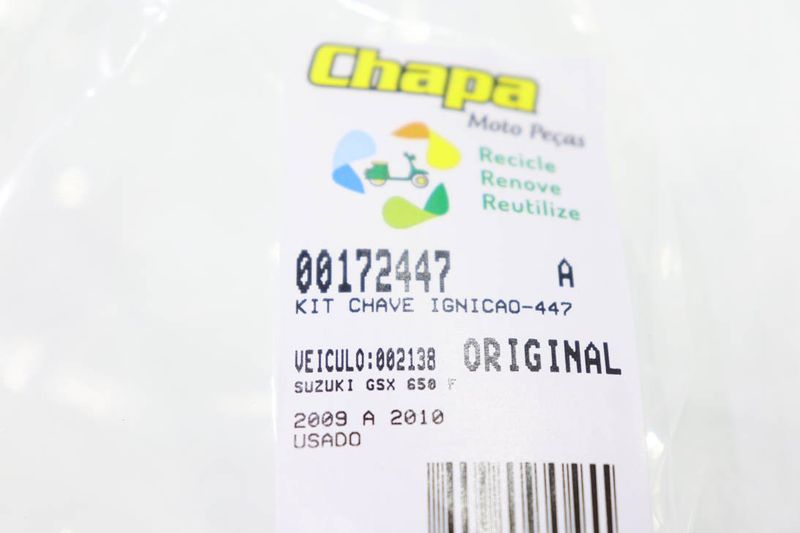 Chapa
Moto Peças
Recicle
Renove
Reutilize
00172447 A
KIT CHAVE IGNICAO-447
VEICULO:002138 ORIGINAL
SUZUKI GSX 650 F
2009 A 2010
USADO